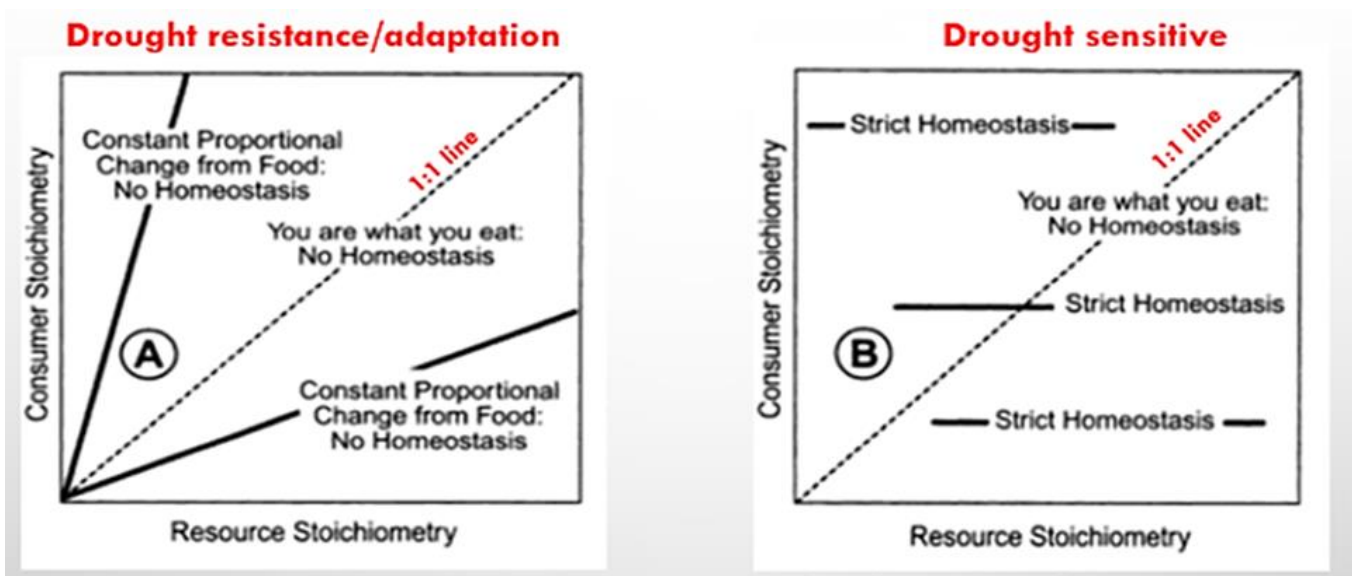 Drought resistance/adaptation
Constant Proportional
Change from Food:
No Homeostasis
1:1 line
You are what you eat:
No Homeostasis
A
Constant Proportional
Change from Food:
No Homeostasis
Consumer Stoichiometry
Resource Stoichiometry
Drought sensitive
Strict Homeostasis
1:1 line
You are what you eat:
No Homeostasis
Strict Homeostasis
B
Strict Homeostasis
Consumer Stoichiometry
Resource Stoichiometry